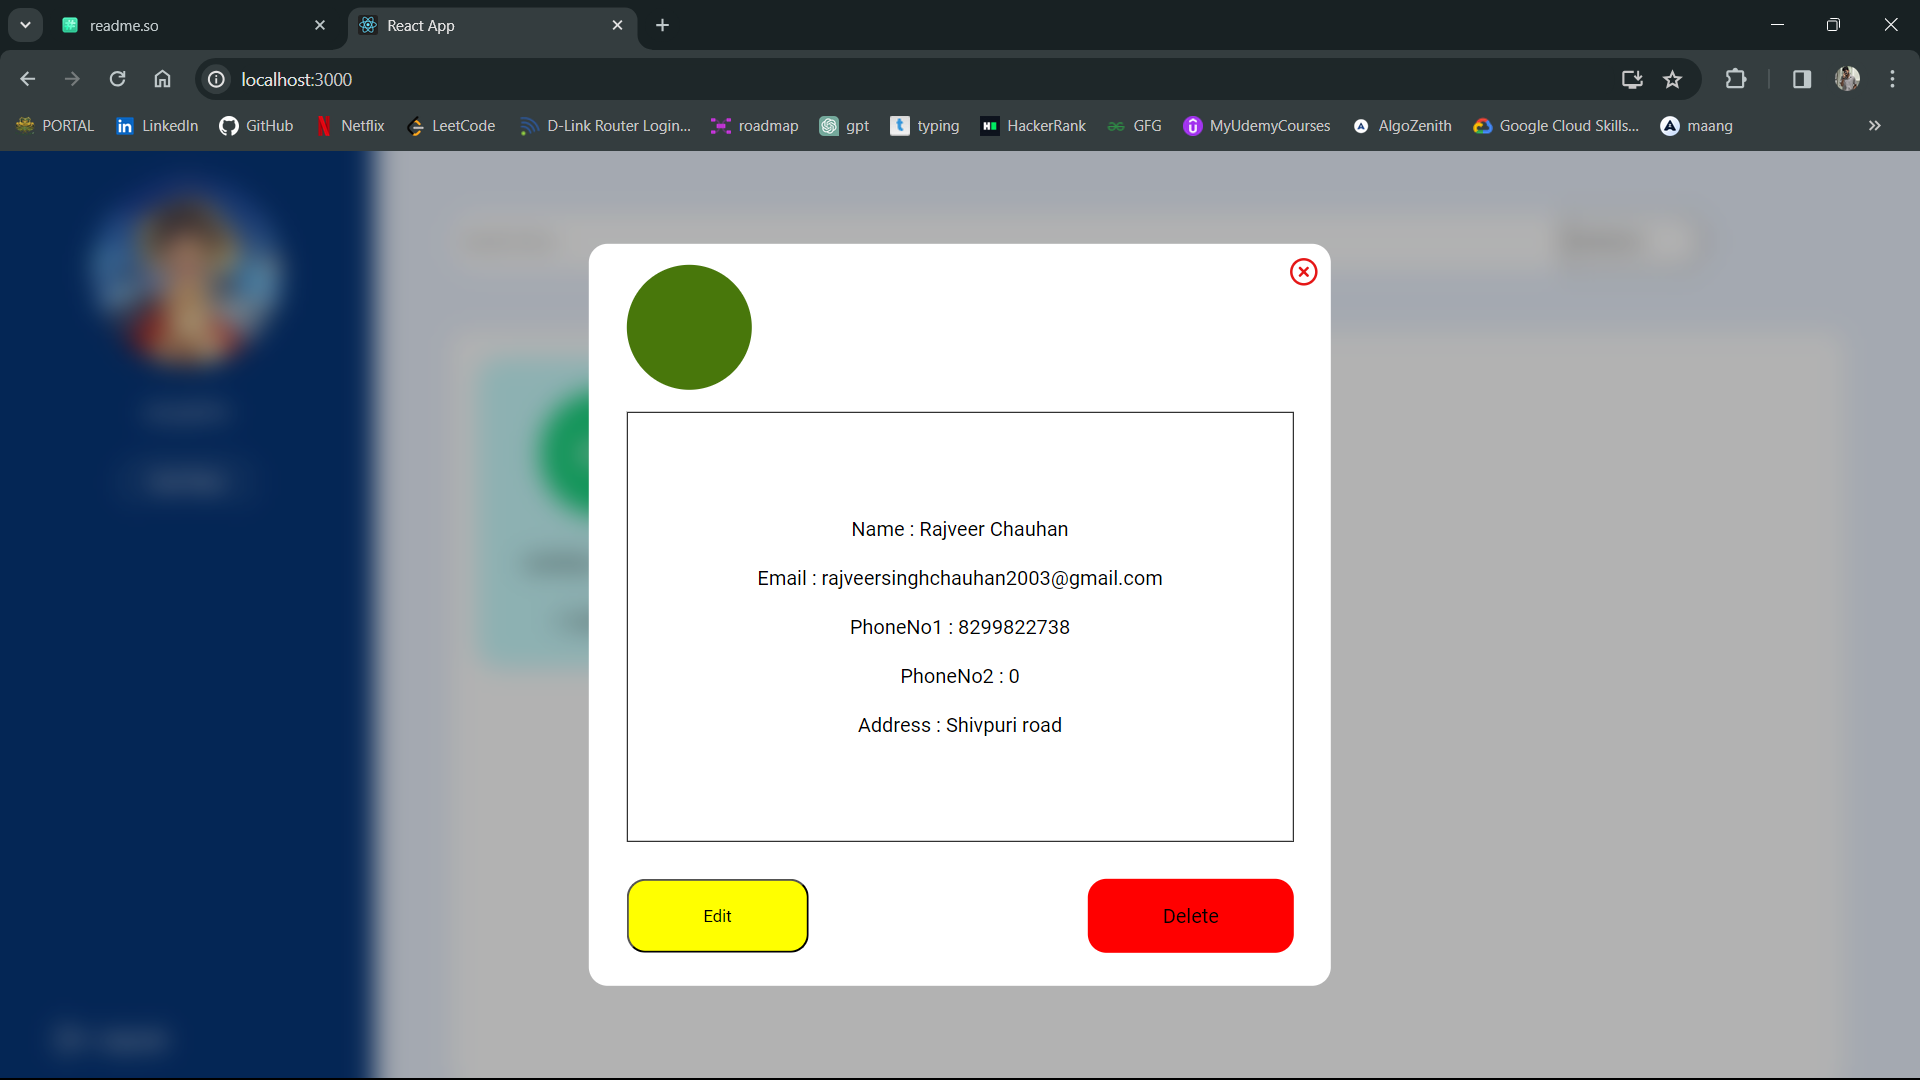 readme.so
React App
localhost:3000
PORTAL LinkedIn GitHub Netflix LeetCode D-Link Router Login... roadmap gpt typing HackerRank GFG MyUdemyCourses AlgoZenith Google Cloud Skills... maang
Name : Rajveer Chauhan
Email : rajveersinghchauhan2003@gmail.com
PhoneNo1 : 8299822738
PhoneNo2 : 0
Address : Shivpuri road
Edit
Delete